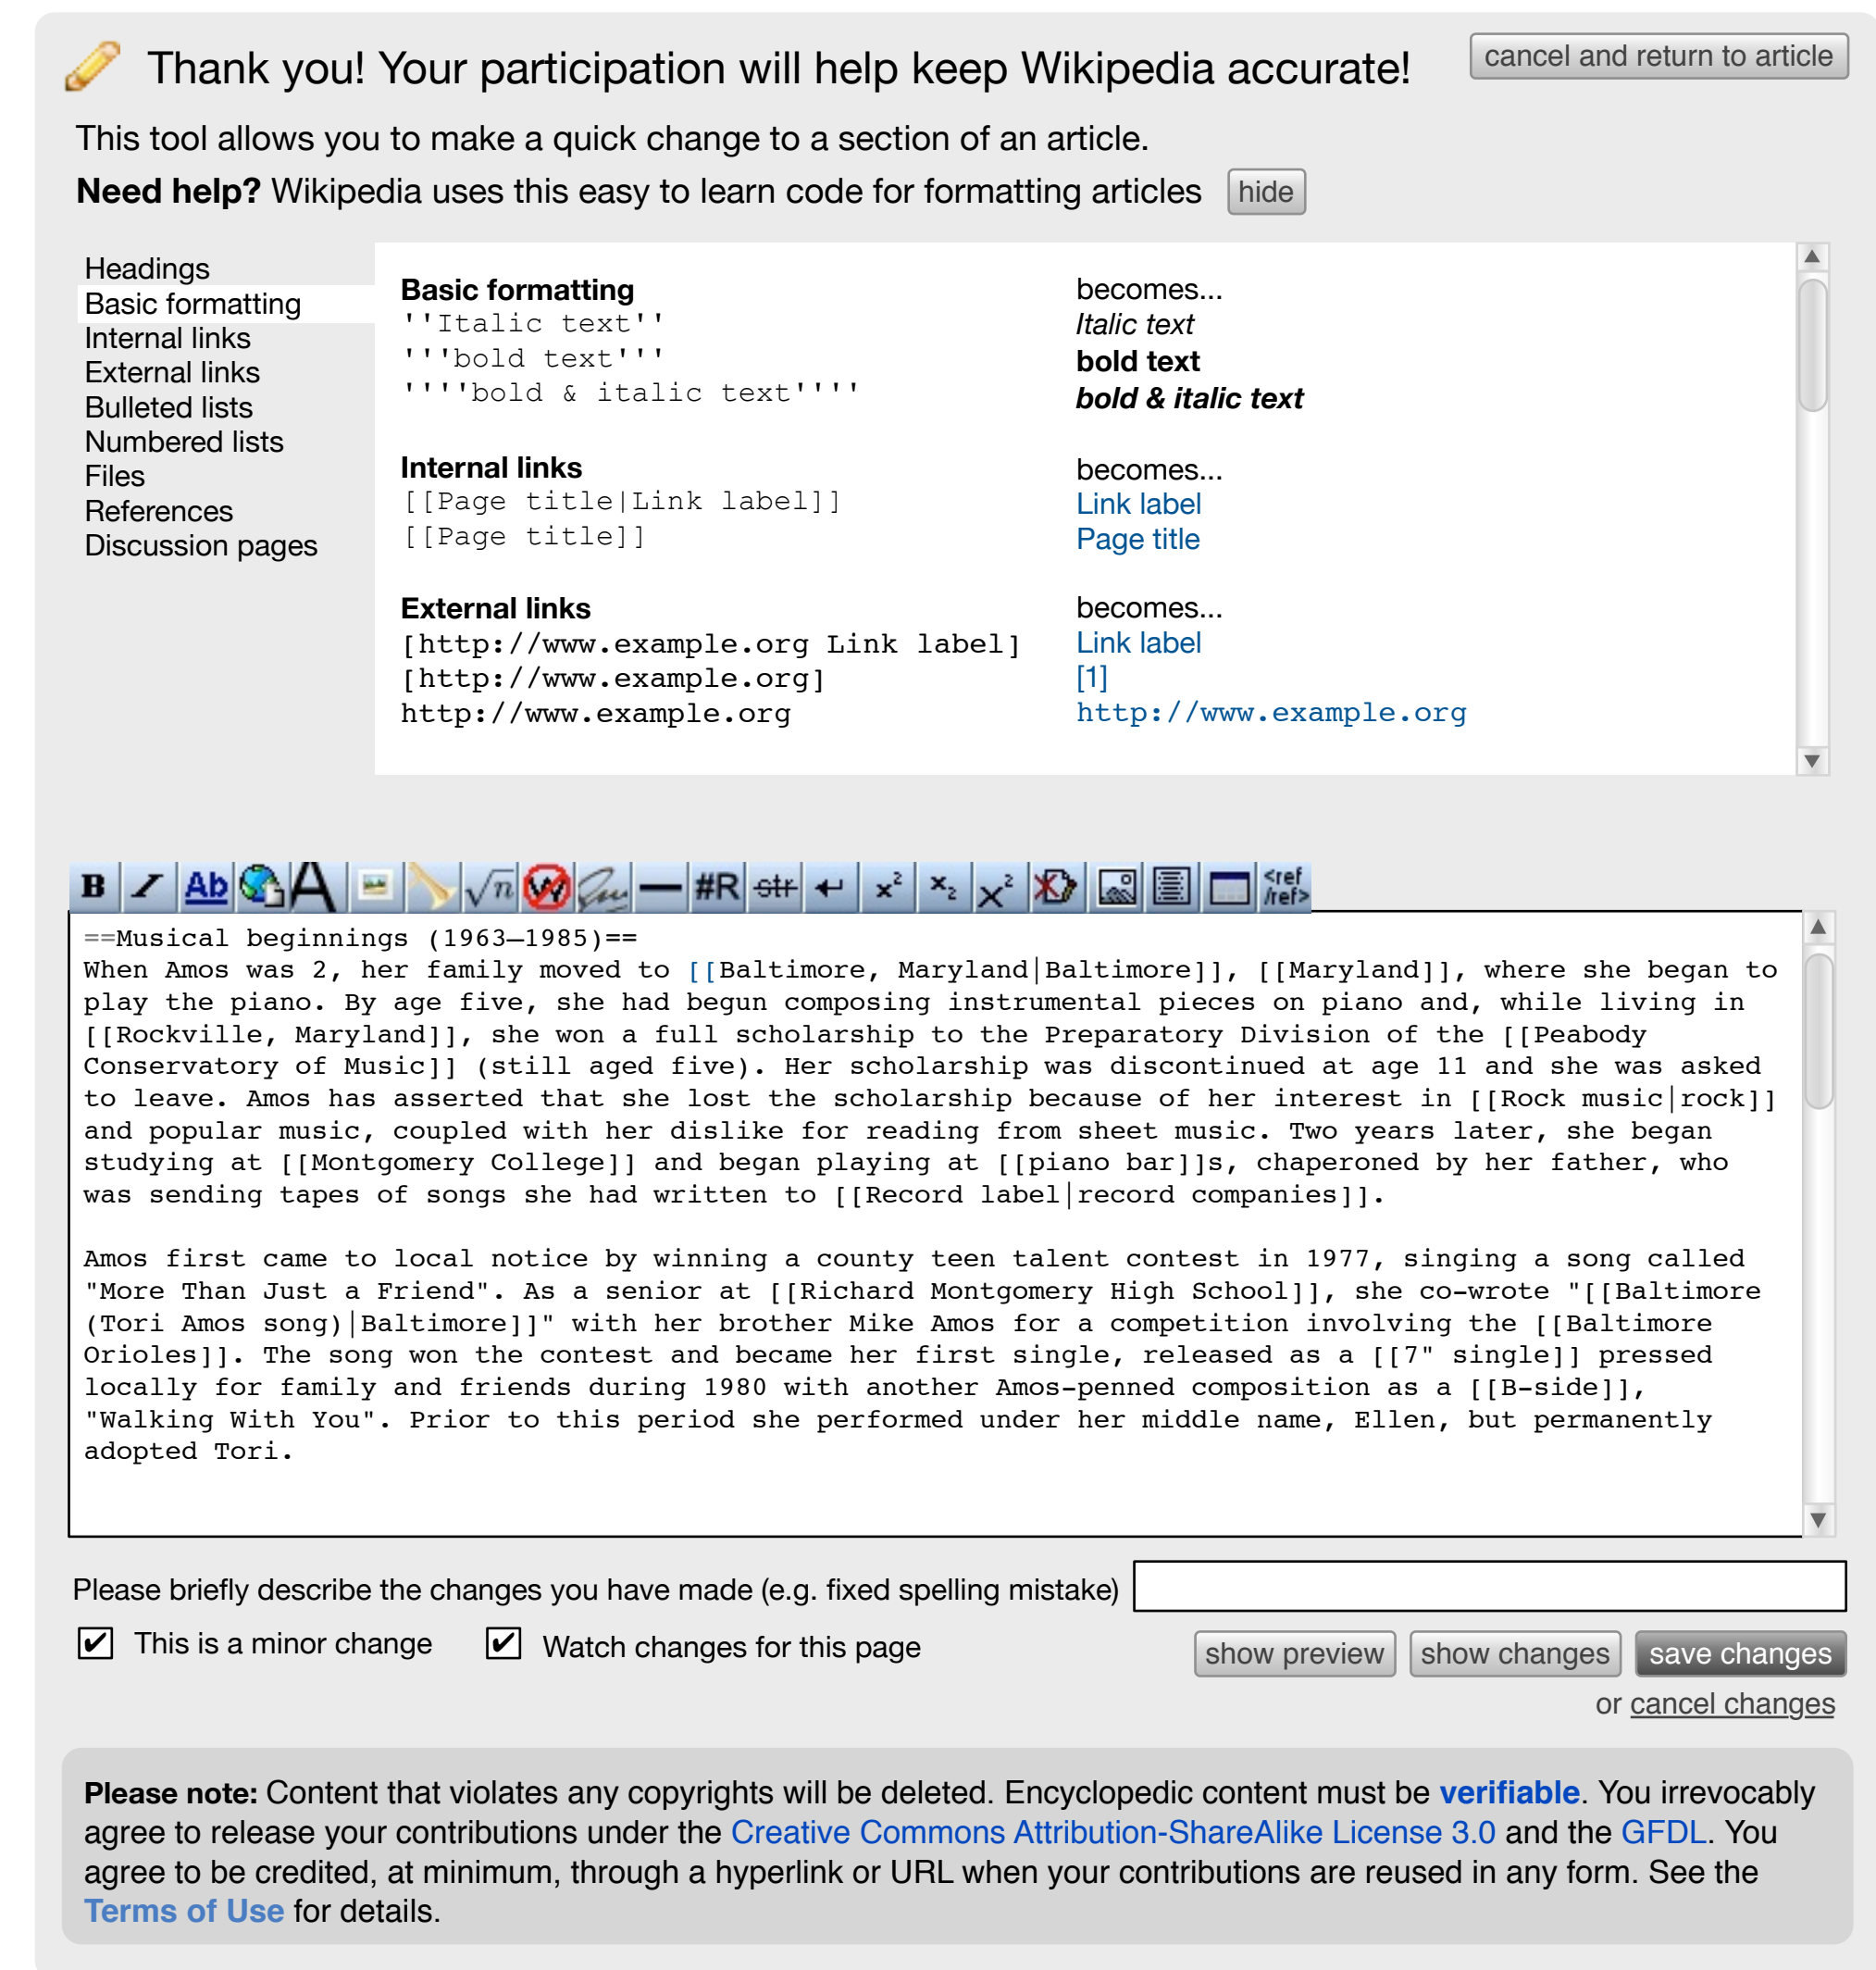 Thank you! Your participation will help keep Wikipedia accurate!
cancel and return to article
This tool allows you to make a quick change to a section of an article.
Need help? Wikipedia uses this easy to learn code for formatting articles hide
Headings
Basic formatting
Internal links
External links
Bulleted lists
Numbered lists
Files
References
Discussion pages
Basic formatting becomes...
''Italic text'' Italic text
'''bold text''' bold text
''''bold & italic text'''' bold & italic text
Internal links becomes...
[[Page title|Link label]] Link label
[[Page title]] Page title
External links becomes...
[http://www.example.org Link label] Link label
[http://www.example.org] [1]
http://www.example.org http://www.example.org
B I Ab A √n W #R str ↵ x² x₂ X² <ref /ref>
==Musical beginnings (1963–1985)==
When Amos was 2, her family moved to [[Baltimore, Maryland|Baltimore]], [[Maryland]], where she began to
play the piano. By age five, she had begun composing instrumental pieces on piano and, while living in
[[Rockville, Maryland]], she won a full scholarship to the Preparatory Division of the [[Peabody
Conservatory of Music]] (still aged five). Her scholarship was discontinued at age 11 and she was asked
to leave. Amos has asserted that she lost the scholarship because of her interest in [[Rock music|rock]]
and popular music, coupled with her dislike for reading from sheet music. Two years later, she began
studying at [[Montgomery College]] and began playing at [[piano bar]]s, chaperoned by her father, who
was sending tapes of songs she had written to [[Record label|record companies]].
Amos first came to local notice by winning a county teen talent contest in 1977, singing a song called
"More Than Just a Friend". As a senior at [[Richard Montgomery High School]], she co-wrote "[[Baltimore
(Tori Amos song)|Baltimore]]" with her brother Mike Amos for a competition involving the [[Baltimore
Orioles]]. The song won the contest and became her first single, released as a [[7" single]] pressed
locally for family and friends during 1980 with another Amos-penned composition as a [[B-side]],
"Walking With You". Prior to this period she performed under her middle name, Ellen, but permanently
adopted Tori.
Please briefly describe the changes you have made (e.g. fixed spelling mistake)
This is a minor change Watch changes for this page
show preview show changes save changes
or cancel changes
Please note: Content that violates any copyrights will be deleted. Encyclopedic content must be verifiable. You irrevocably
agree to release your contributions under the Creative Commons Attribution-ShareAlike License 3.0 and the GFDL. You
agree to be credited, at minimum, through a hyperlink or URL when your contributions are reused in any form. See the
Terms of Use for details.